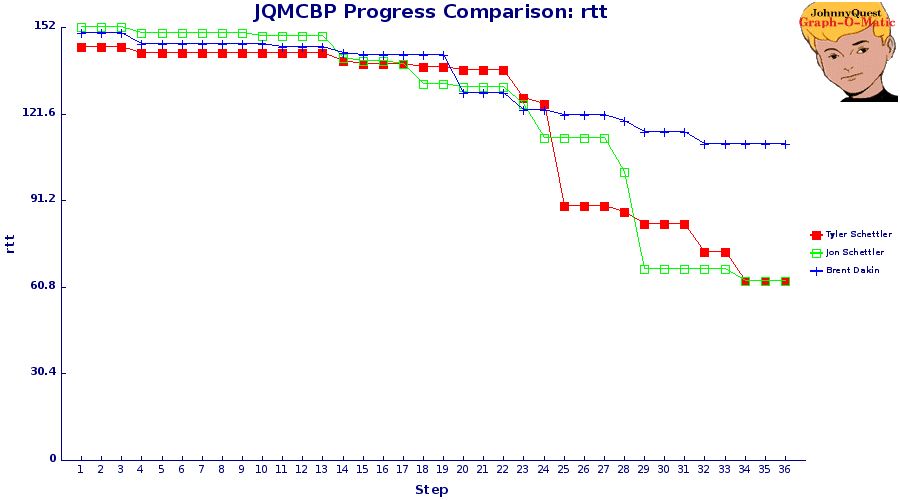 JQMCBP Progress Comparison: rtt
JohnnyQuest
Graph-O-Matic
152
121.6
91.2
60.8
30.4
0
rtt
1 2 3 4 5 6 7 8 9 10 11 12 13 14 15 16 17 18 19 20 21 22 23 24 25 26 27 28 29 30 31 32 33 34 35 36
Step
Tyler Schettler
Jon Schettler
Brent Dakin